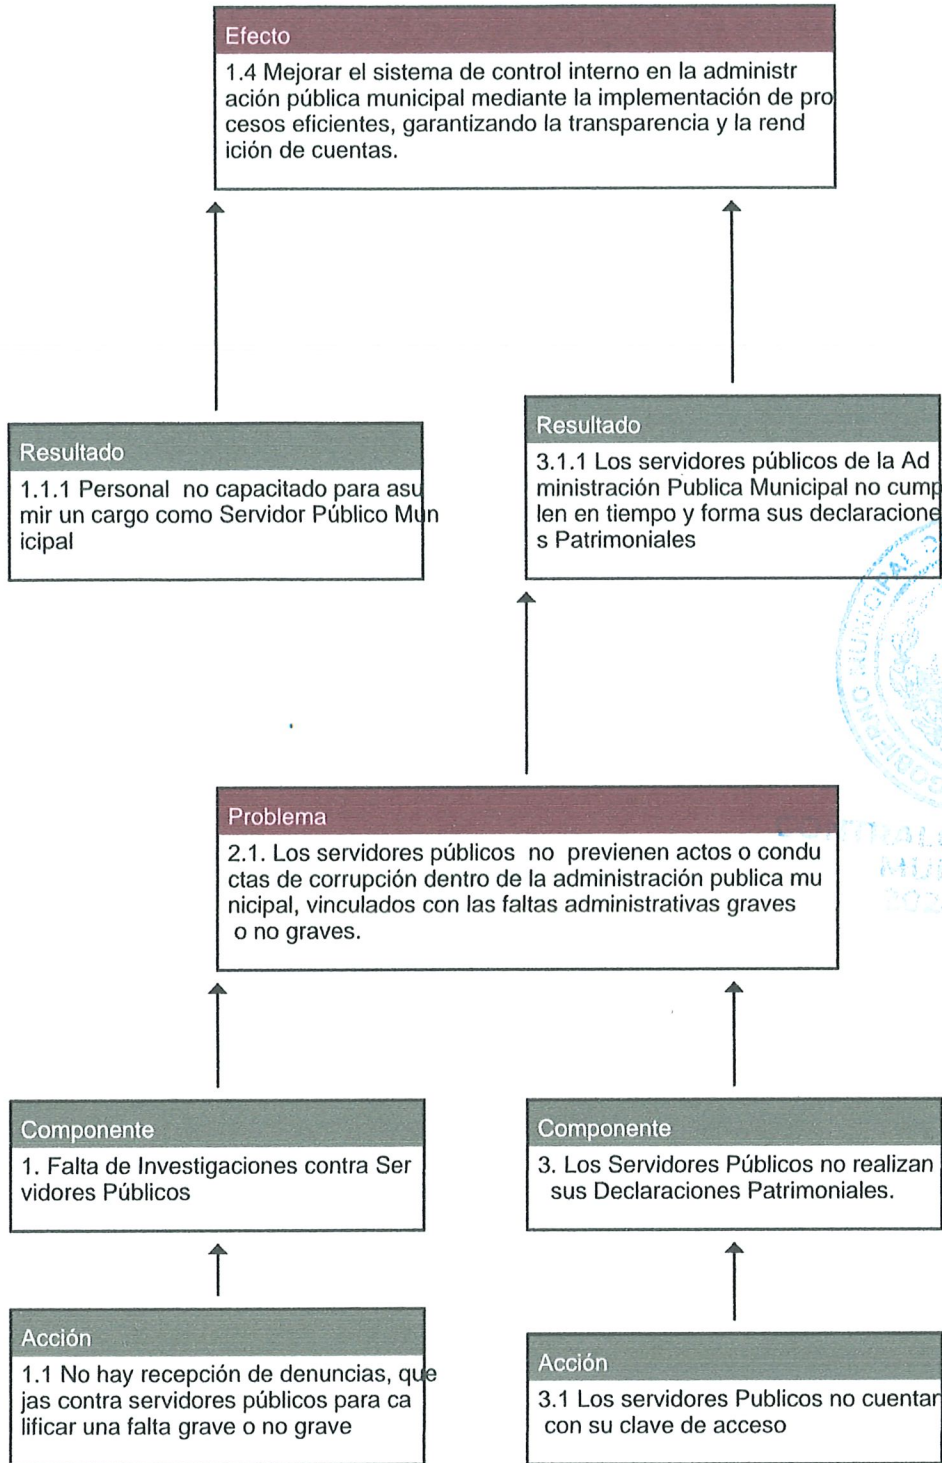 Efecto
1.4 Mejorar el sistema de control interno en la administr
ación pública municipal mediante la implementación de pro
cesos eficientes, garantizando la transparencia y la rend
ición de cuentas.
Resultado
1.1.1 Personal  no capacitado para asu
mir un cargo como Servidor Público Mun
icipal
Resultado
3.1.1 Los servidores públicos de la Ad
ministración Publica Municipal no cump
len en tiempo y forma sus declaracione
s Patrimoniales
Problema
2.1. Los servidores públicos  no  previenen actos o condu
ctas de corrupción dentro de la administración publica mu
nicipal, vinculados con las faltas administrativas graves
o no graves.
Componente
1. Falta de Investigaciones contra Ser
vidores Públicos
Componente
3. Los Servidores Públicos no realizan
sus Declaraciones Patrimoniales.
Acción
1.1 No hay recepción de denuncias, que
jas contra servidores públicos para ca
lificar una falta grave o no grave
Acción
3.1 Los servidores Publicos no cuentan
con su clave de acceso
GOBIERNO MUNICIPAL